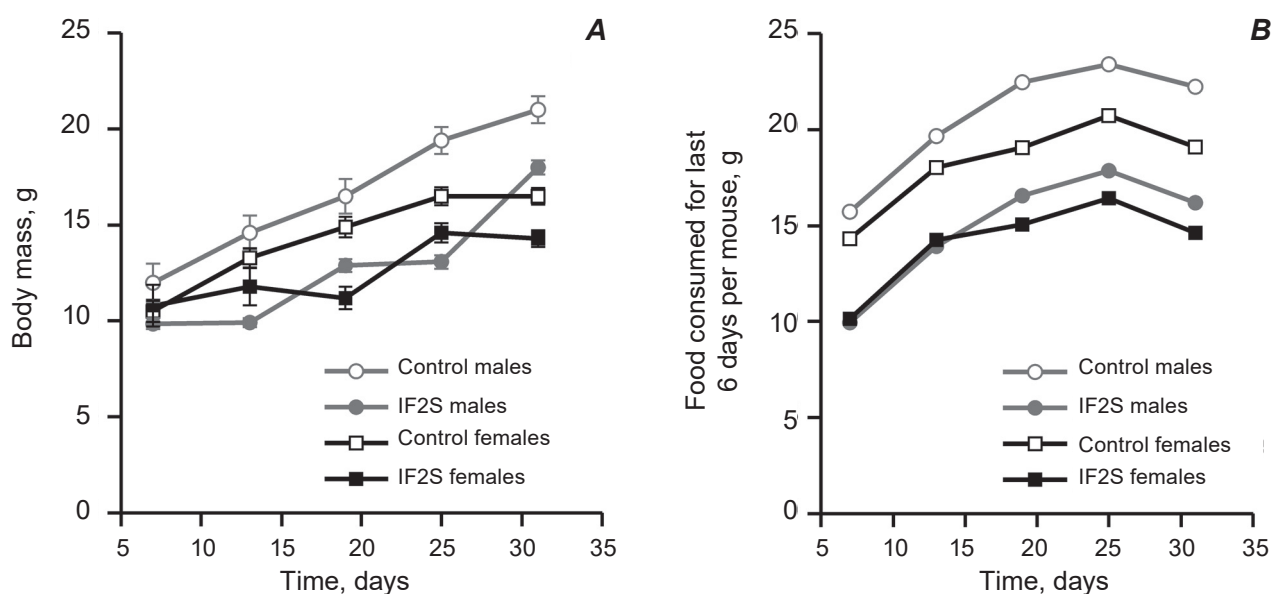 A
25
20
15
10
5
0
Body mass, g
5 10 15 20 25 30 35
Time, days
Control males
IF2S males
Control females
IF2S females
B
25
20
15
10
5
0
Food consumed for last
6 days per mouse, g
5 10 15 20 25 30 35
Time, days
Control males
IF2S males
Control females
IF2S females